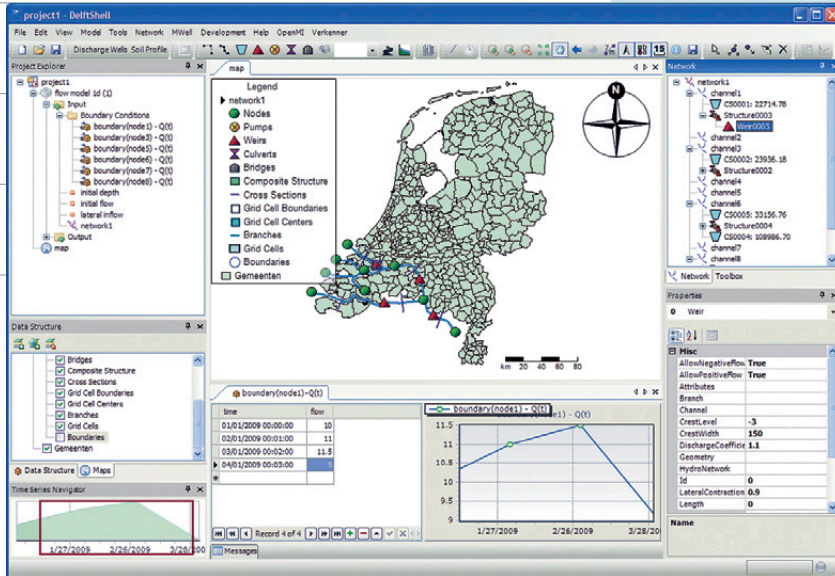 project1 - DelftShell
File Edit View Model Tools Network MWell Development Help OpenMI Verkenner
Discharge Wells Soil Profile
15
Project Explorer
project1
flow model 1d (1)
Input
Boundary Conditions
boundary(node1) - Q(t)
boundary(node3) - Q(t)
boundary(node5) - Q(t)
boundary(node6) - Q(t)
boundary(node7) - Q(t)
boundary(node8) - Q(t)
initial depth
initial flow
lateral inflow
network1
Output
map
Data Structure
Bridges
Composite Structure
Cross Sections
Grid Cell Boundaries
Grid Cell Centers
Branches
Grid Cells
Boundaries
Gemeenten
Data Structure Maps
Time Series Navigator
1/27/2009 2/26/2009 3/28/200
map
Legend
network1
Nodes
Pumps
Weirs
Culverts
Bridges
Composite Structure
Cross Sections
Grid Cell Boundaries
Grid Cell Centers
Branches
Grid Cells
Boundaries
Gemeenten
N
km 20 40 60 80
boundary(node1)-Q(t)
time flow
01/01/2009 00:00:00 10
02/01/2009 00:01:00 11
03/01/2009 00:02:00 11.5
04/01/2009 00:03:00 9
Record 4 of 4
Messages
boundary(node1) - Q(t)
boundary(node1) - Q(t)
11.5
11
10.5
10
9.5
9
1/27/2009 2/26/2009 3/28/20
Network
network1
channel1
CS0001: 22714.78
Structure0003
Weir0003
channel2
channel3
CS0002: 23936.18
Structure0002
channel4
channel5
channel6
CS0005: 33156.76
Structure0004
CS0004: 108986.70
channel7
channel8
Network Toolbox
Properties
0 Weir
Misc
AllowNegativeFlow True
AllowPositiveFlow True
Attributes
Branch
Channel
CrestLevel -3
CrestWidth 150
DischargeCoefficie 1.1
Geometry
HydroNetwork
Id 0
LateralContraction 0.9
Length 0
Name